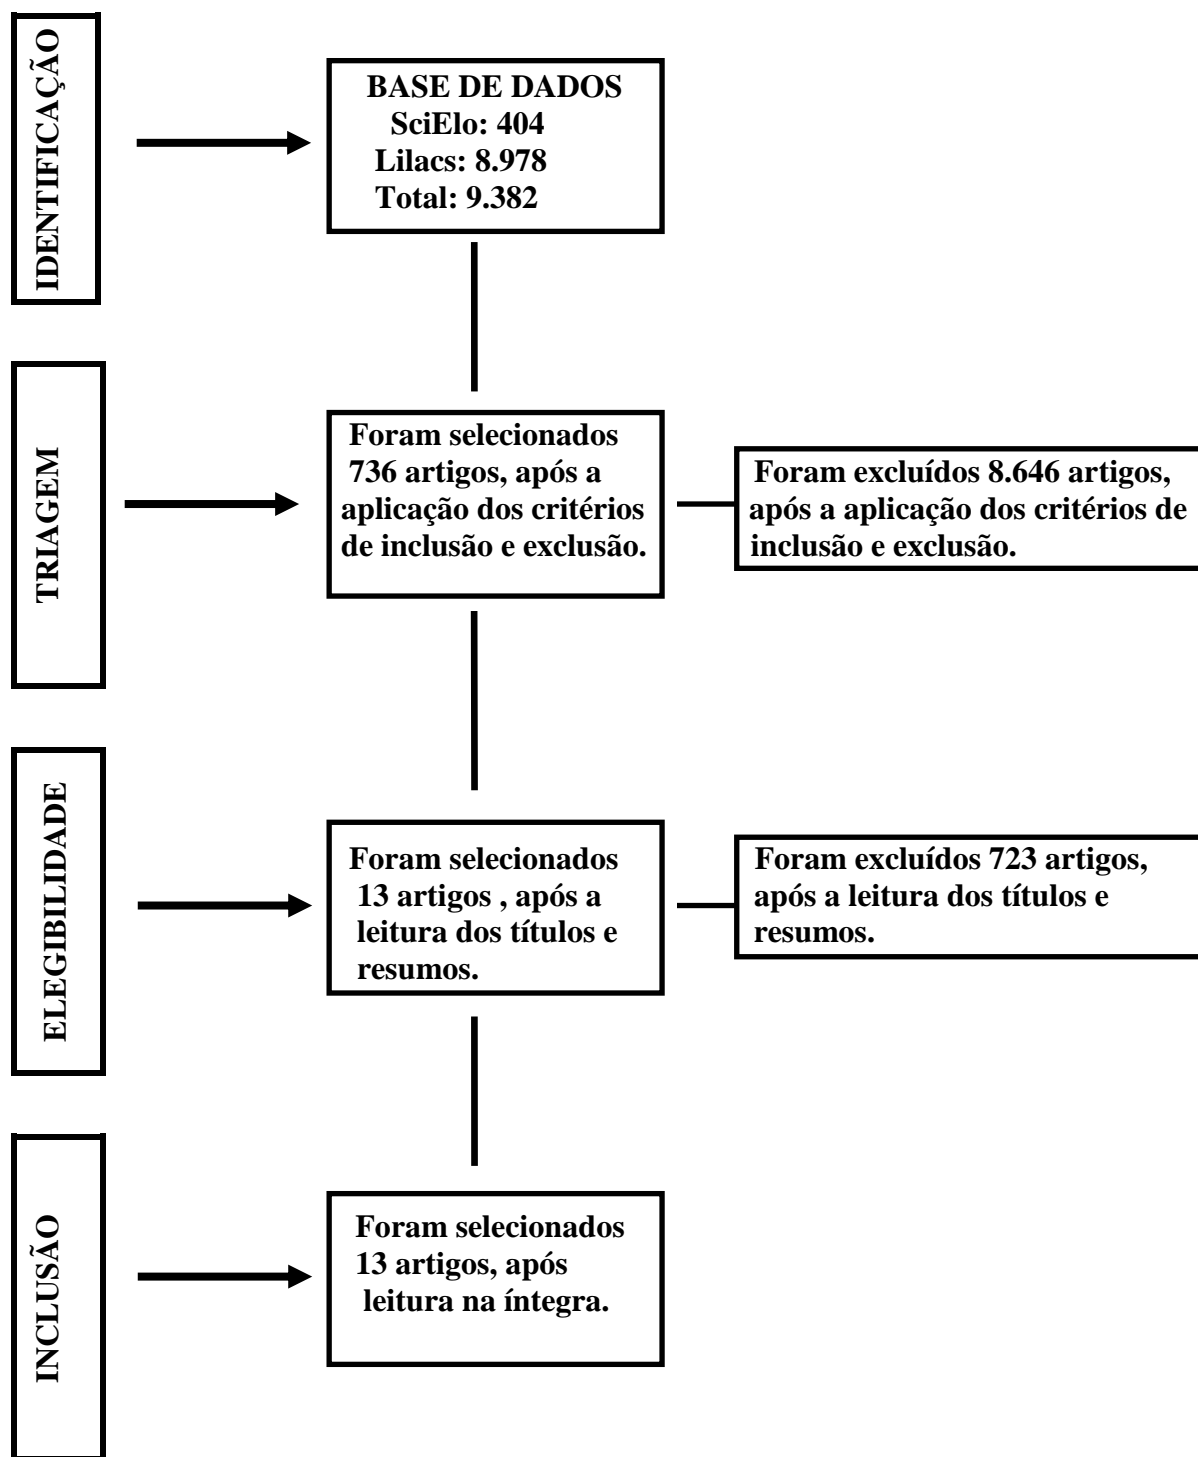 IDENTIFICAÇÃO
BASE DE DADOS
SciElo: 404
Lilacs: 8.978
Total: 9.382
TRIAGEM
Foram selecionados
736 artigos, após a
aplicação dos critérios
de inclusão e exclusão.
Foram excluídos 8.646 artigos,
após a aplicação dos critérios de
inclusão e exclusão.
ELEGIBILIDADE
Foram selecionados
13 artigos , após a
leitura dos títulos e
resumos.
Foram excluídos 723 artigos,
após a leitura dos títulos e
resumos.
INCLUSÃO
Foram selecionados
13 artigos, após
leitura na íntegra.